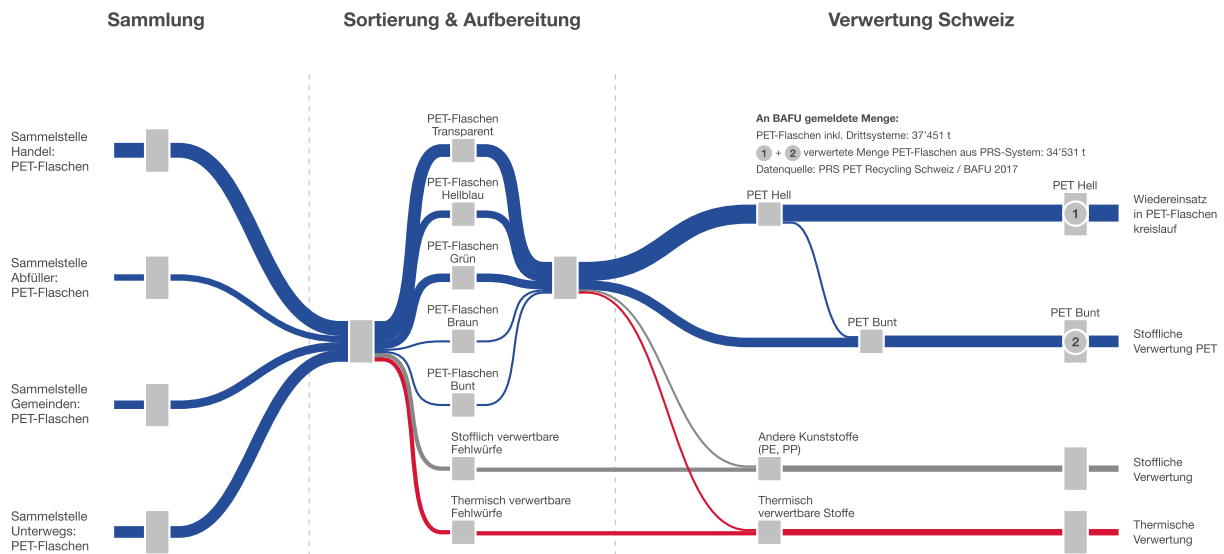 Sammlung
Sortierung & Aufbereitung
Verwertung Schweiz
Sammelstelle
Handel:
PET-Flaschen
Sammelstelle
Abfüller:
PET-Flaschen
Sammelstelle
Gemeinden:
PET-Flaschen
Sammelstelle
Unterwegs:
PET-Flaschen
PET-Flaschen
Transparent
PET-Flaschen
Hellblau
PET-Flaschen
Grün
PET-Flaschen
Braun
PET-Flaschen
Bunt
Stofflich verwertbare
Fehlwürfe
Thermisch verwertbare
Fehlwürfe
An BAFU gemeldete Menge:
PET-Flaschen inkl. Drittsysteme: 37'451 t
1 + 2 verwertete Menge PET-Flaschen aus PRS-System: 34'531 t
Datenquelle: PRS PET Recycling Schweiz / BAFU 2017
PET Hell
PET Bunt
Andere Kunststoffe
(PE, PP)
Thermisch
verwertbare Stoffe
PET Hell
1
PET Bunt
2
Wiedereinsatz
in PET-Flaschen
kreislauf
Stoffliche
Verwertung PET
Stoffliche
Verwertung
Thermische
Verwertung